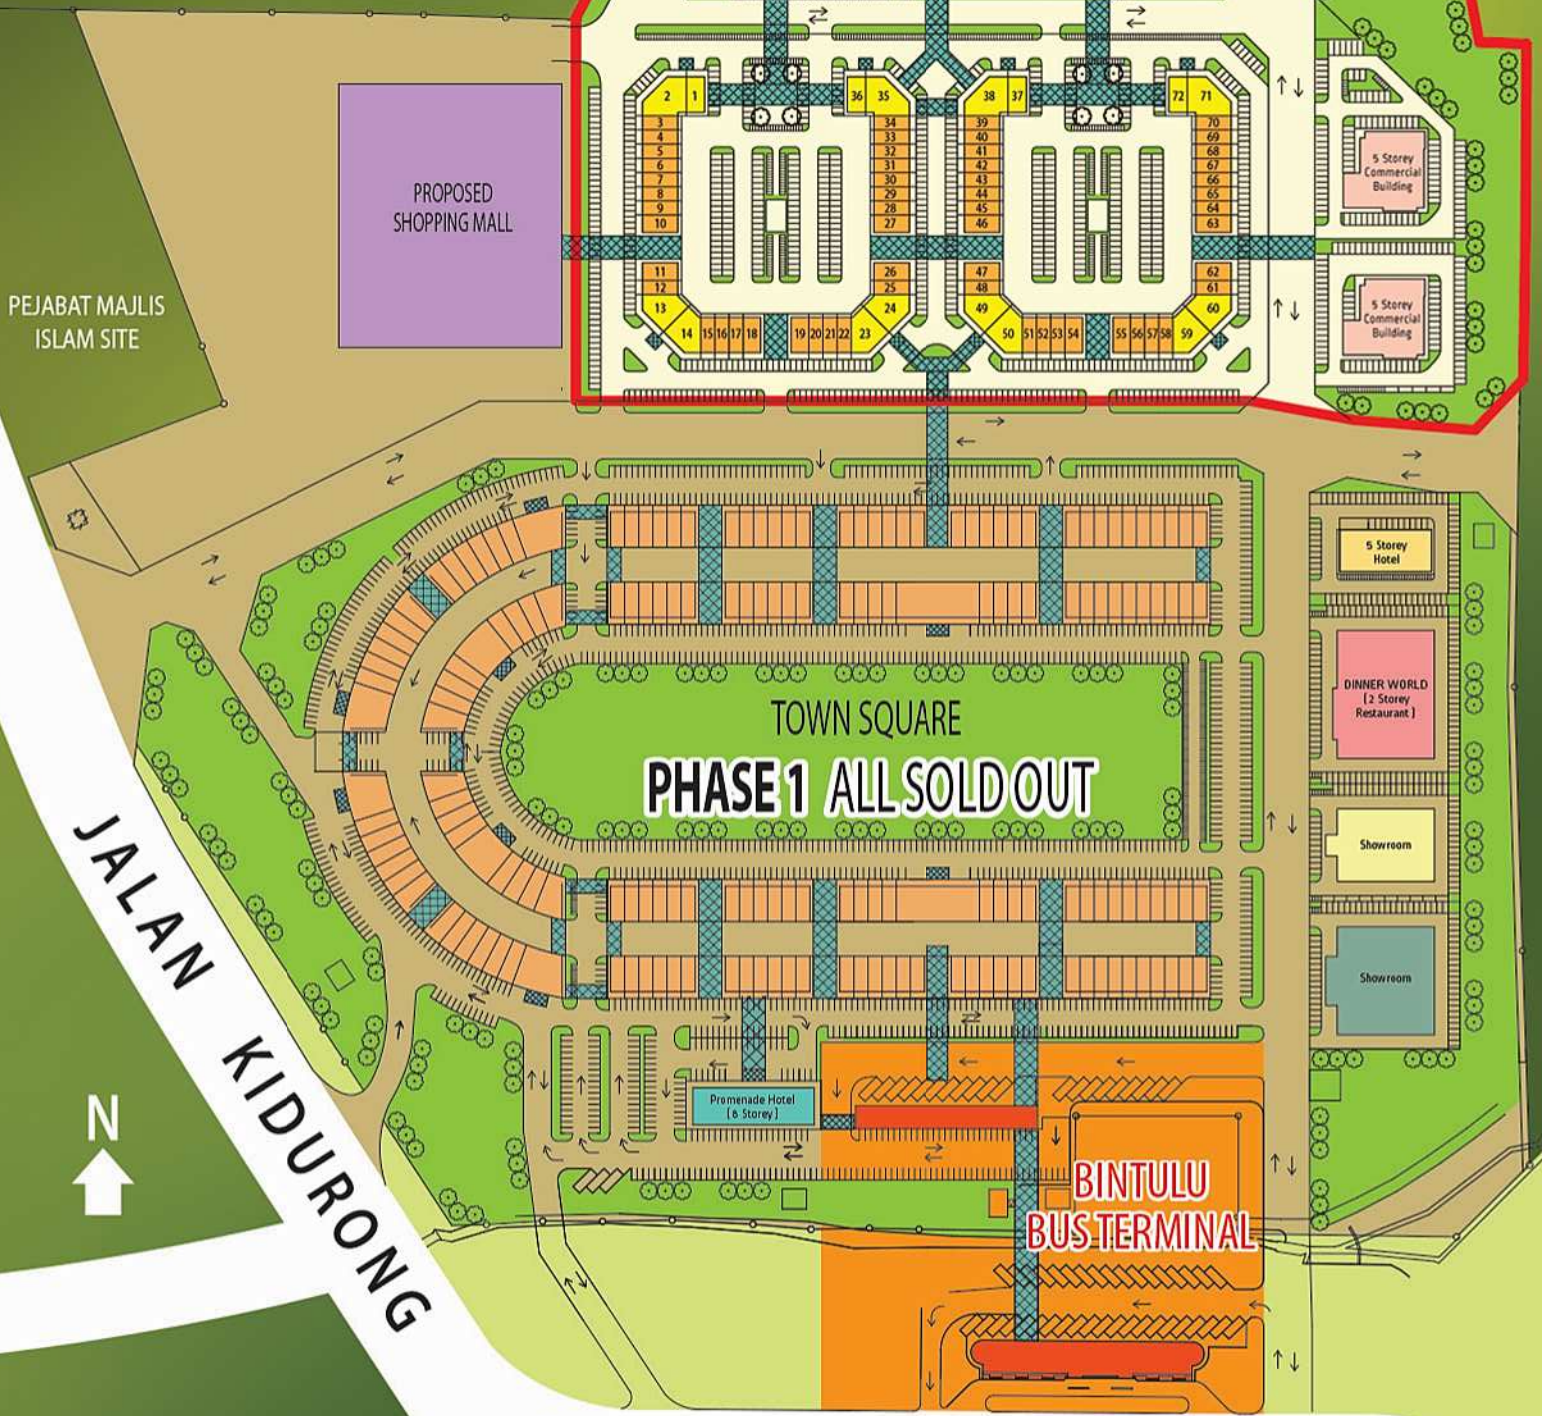 2 1 36 35 38 37 72 71
3 34 39 70
4 33 40 69
5 32 41 68
6 31 42 67
7 30 43 66
8 29 44 65
9 28 45 64
10 27 46 63
11 26 47 62
12 25 48 61
13 24 49 60
14 15 16 17 18 19 20 21 22 23 50 51 52 53 54 55 56 57 58 59
5 Storey
Commercial
Building
5 Storey
Commercial
Building
PROPOSED
SHOPPING MALL
PEJABAT MAJLIS
ISLAM SITE
5 Storey
Hotel
DINNER WORLD
[ 2 Storey
Restaurant ]
TOWN SQUARE
PHASE 1 ALL SOLD OUT
Showroom
Showroom
JALAN KIDURONG
N
Promenade Hotel
[ 8 Storey ]
BINTULU
BUS TERMINAL